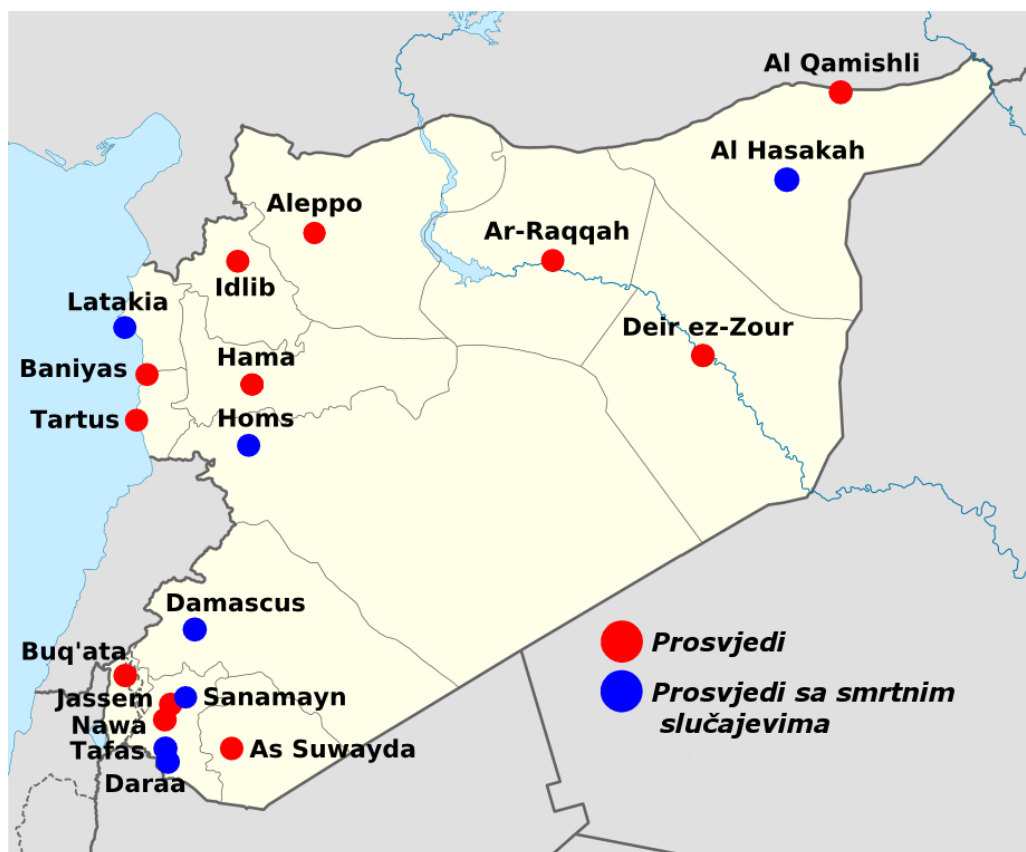 Al Qamishli
Al Hasakah
Aleppo
Ar-Raqqah
Idlib
Latakia
Deir ez-Zour
Hama
Baniyas
Tartus
Homs
Damascus
Buq'ata
Jassem
Sanamayn
Nawa
Tafas
As Suwayda
Daraa
Prosvjedi
Prosvjedi sa smrtnim
slučajevima